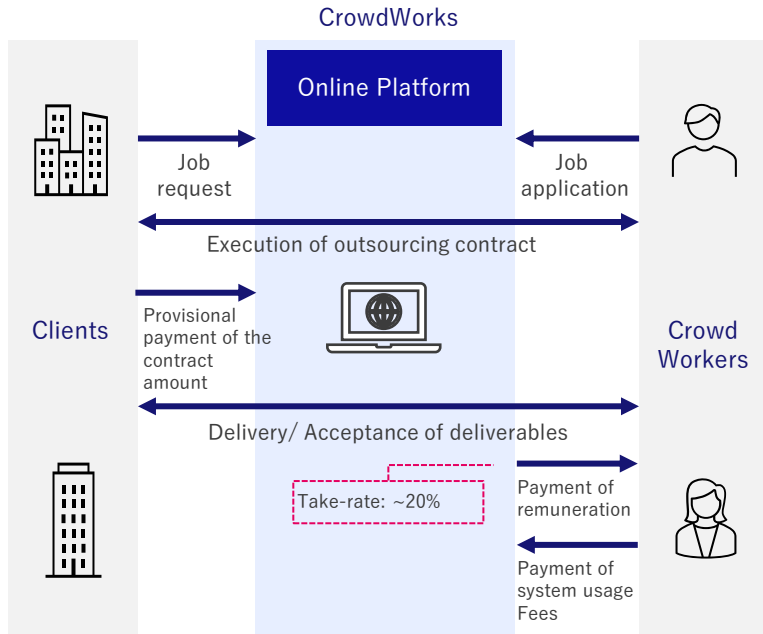 CrowdWorks
Online Platform
Job
request
Job
application
Execution of outsourcing contract
Clients
Provisional
payment of the
contract
amount
Crowd
Workers
Delivery/ Acceptance of deliverables
Take-rate: ~20%
Payment of
remuneration
Payment of
system usage
Fees